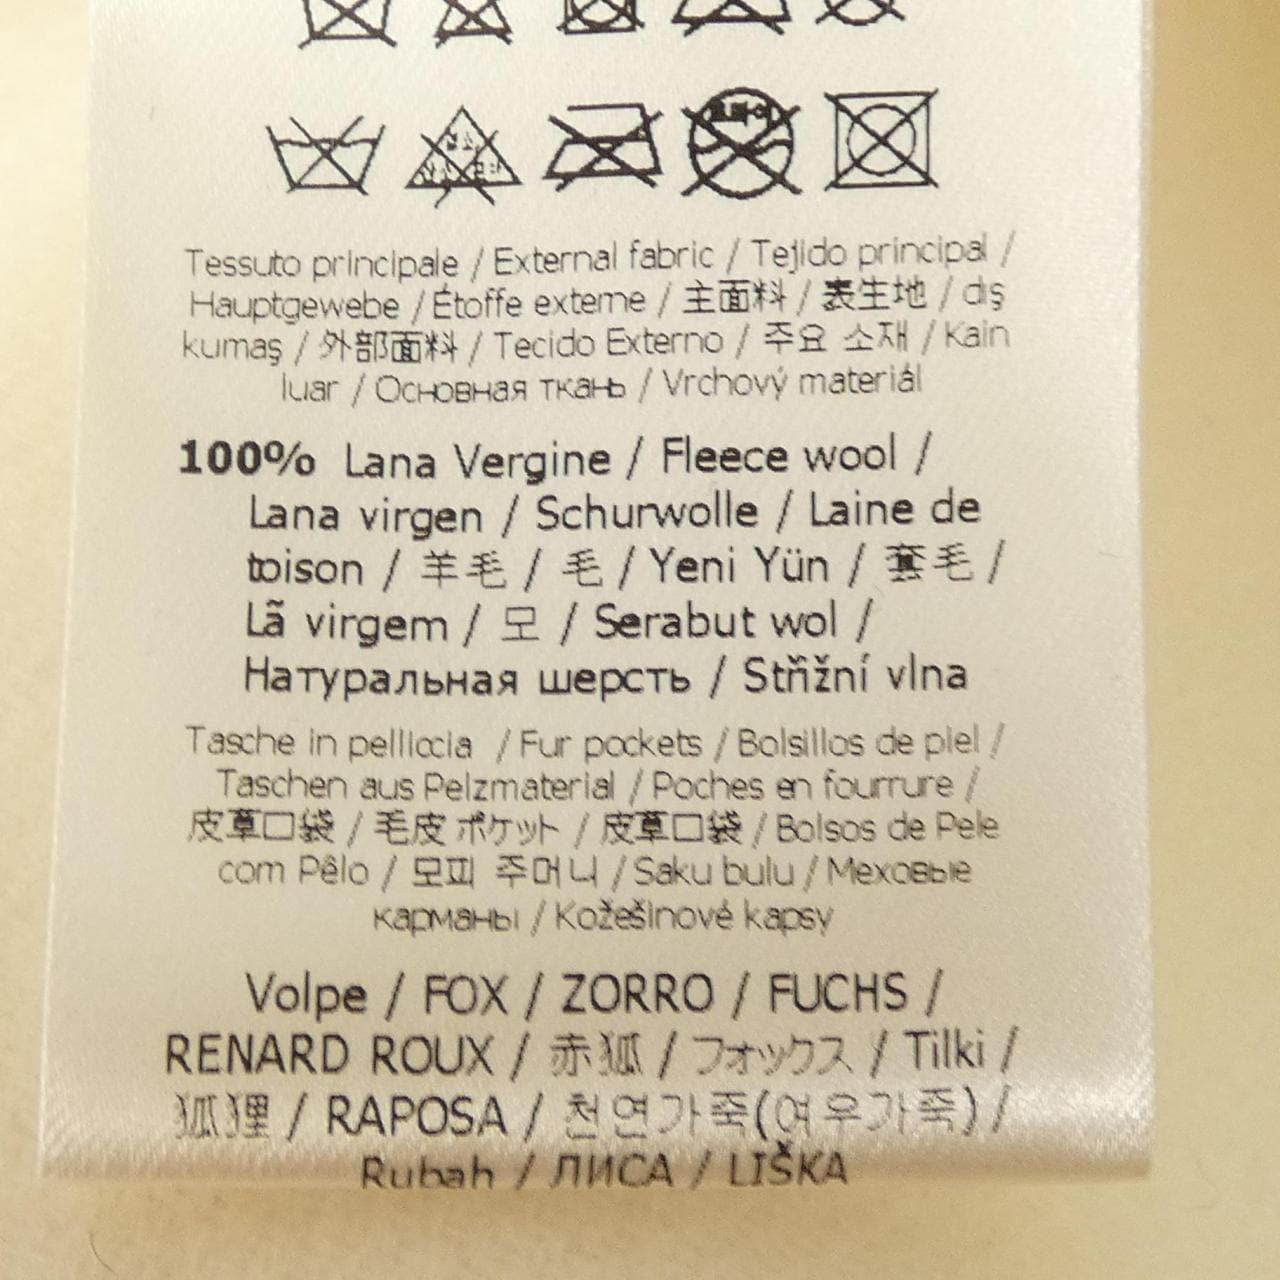 Tessuto principale / External fabric / Tejido principal /
Hauptgewebe / Étoffe externe / 主面料 / 表生地 / dış
kumaş / 外部面料 / Tecido Externo / 주요 소재 / Kain
luar / Основная ткань / Vrchový materiál
100% Lana Vergine / Fleece wool /
Lana virgen / Schurwolle / Laine de
toison / 羊毛 / 毛 / Yeni Yün / 套毛 /
Lã virgem / 모 / Serabut wol /
Натуральная шерсть / Střížní vlna
Tasche in pelliccia / Fur pockets / Bolsillos de piel /
Taschen aus Pelzmaterial / Poches en fourrure /
皮草口袋 / 毛皮 ポケット / 皮草口袋 / Bolsos de Pele
com Pêlo / 모피 주머니 / Saku bulu / Меховые
карманы / Kožešinové kapsy
Volpe / FOX / ZORRO / FUCHS /
RENARD ROUX / 赤狐 / フォックス / Tilki /
狐狸 / RAPOSA / 천연가죽(여우가죽) /
Rubah / ЛИСА / LIŠKA